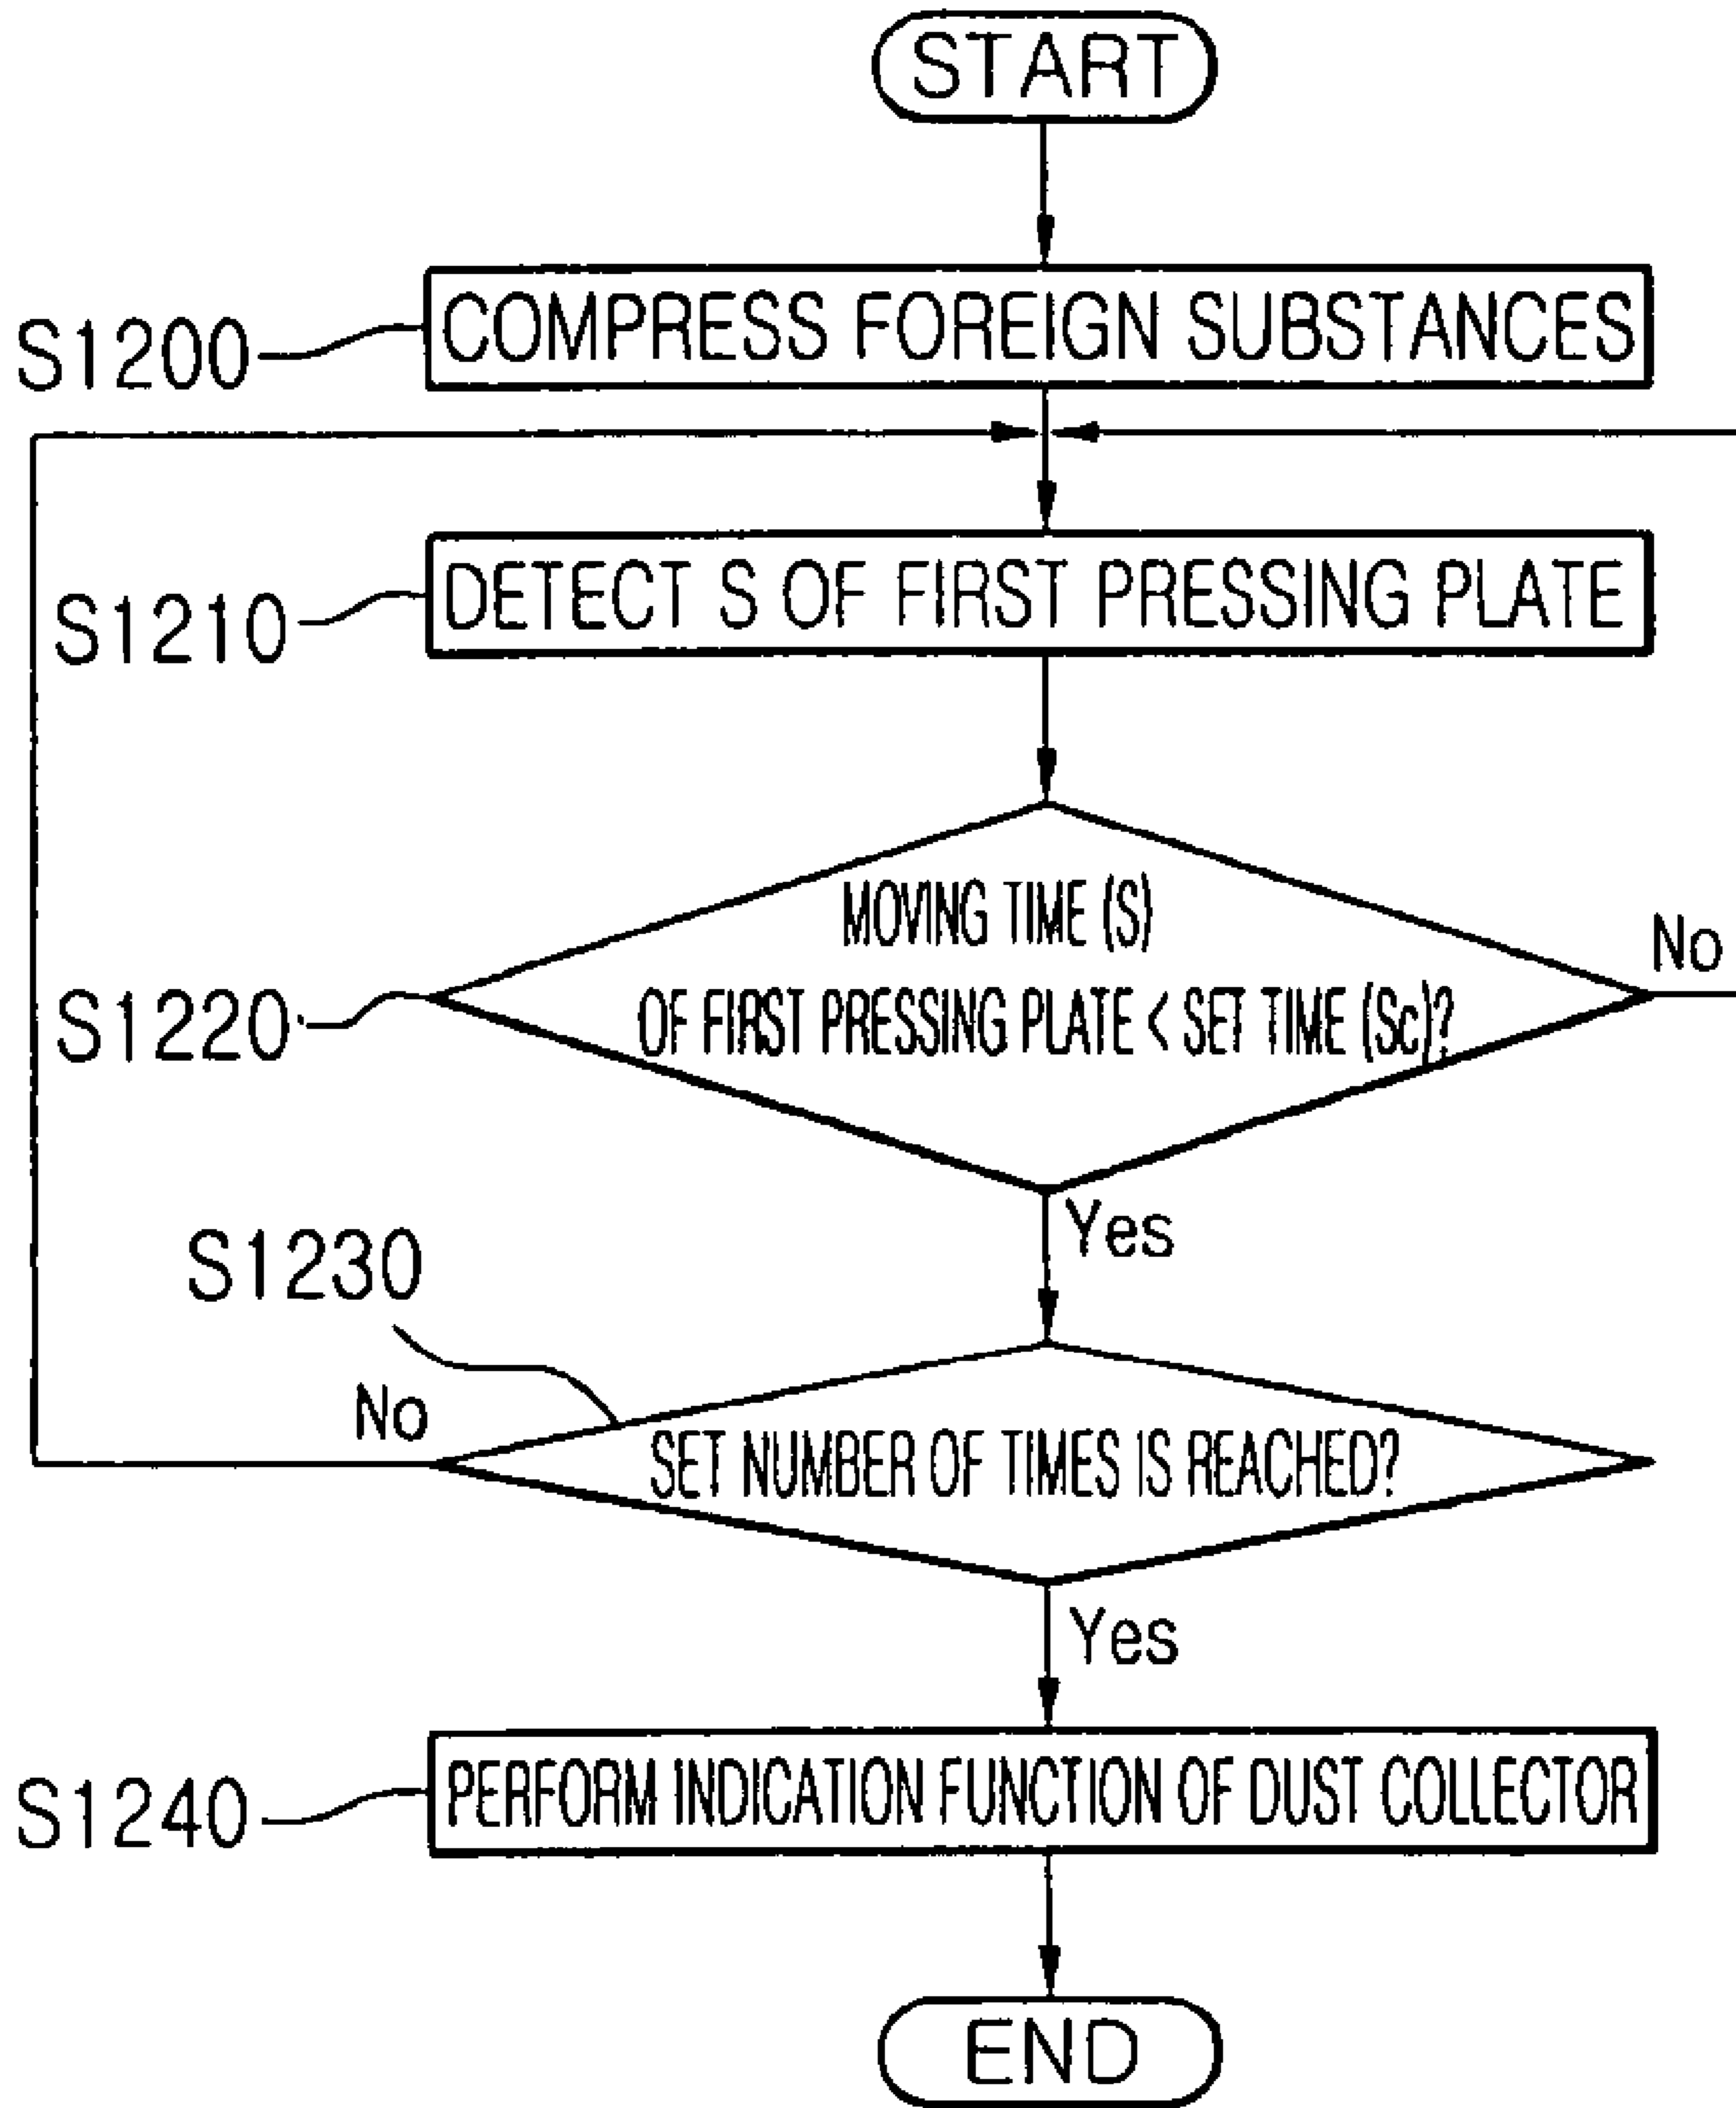 START
S1200
COMPRESS FOREIGN SUBSTANCES
S1210
DETECT S OF FIRST PRESSING PLATE
MOVING TIME (S)
OF FIRST PRESSING PLATE < SET TIME (Sc)?
No
S1220
Yes
S1230
No
SET NUMBER OF TIMES IS REACHED?
Yes
S1240
PERFORM INDICATION FUNCTION OF DUST COLLECTOR
END